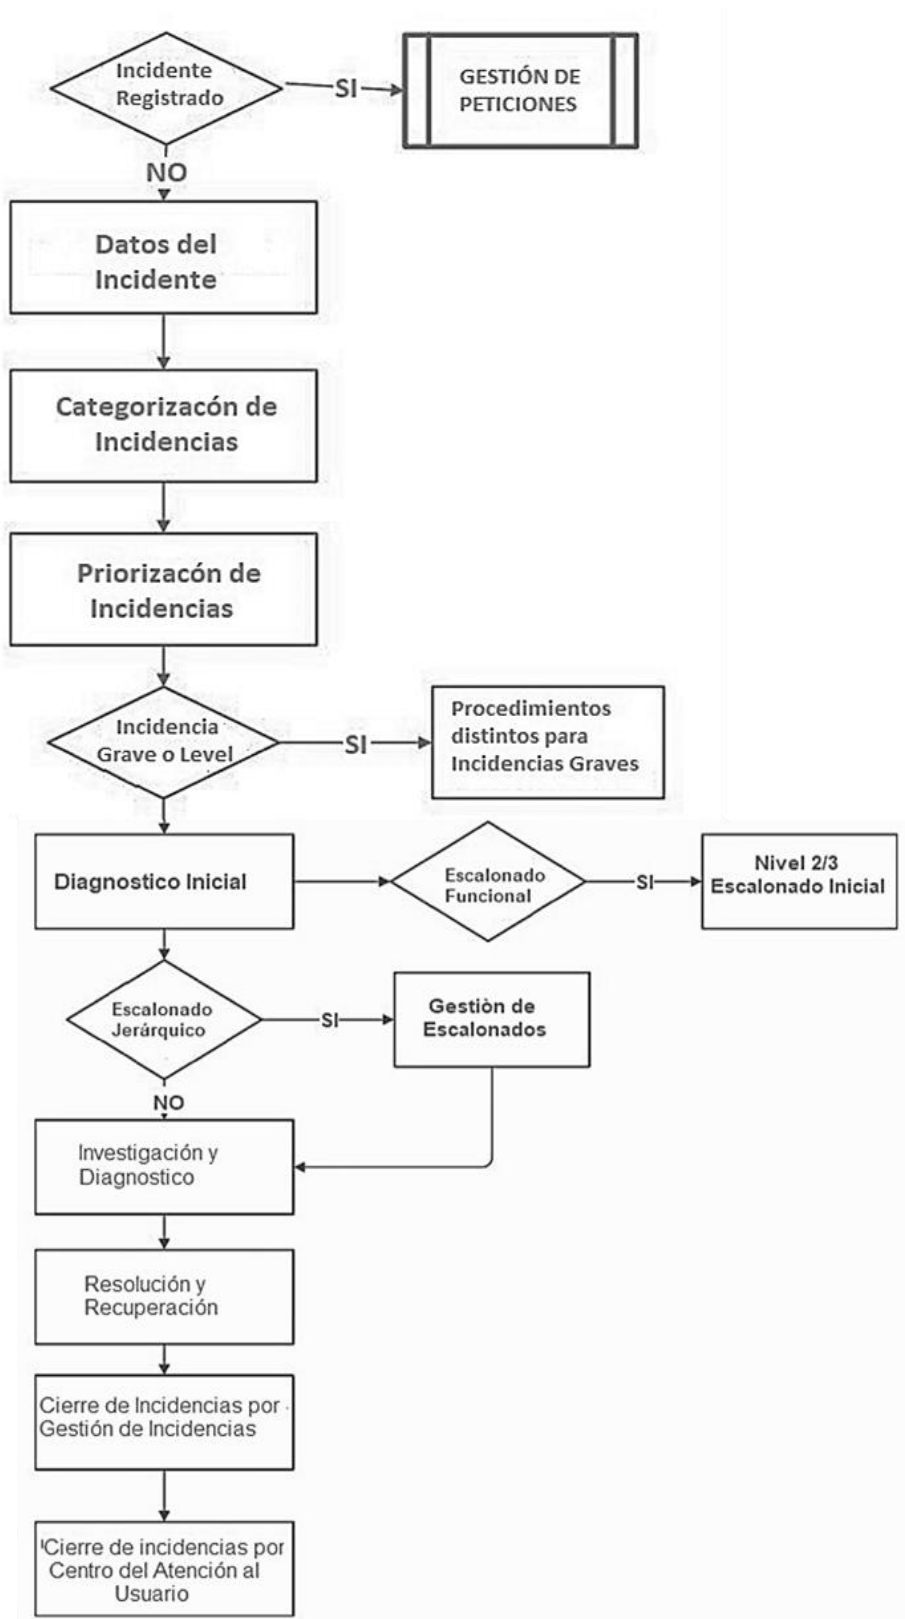 Incidente
Registrado
SI
GESTIÓN DE
PETICIONES
NO
Datos del
Incidente
Categorizacón de
Incidencias
Priorizacón de
Incidencias
Incidencia
Grave o Level
SI
Procedimientos
distintos para
Incidencias Graves
Diagnostico Inicial
Escalonado
Funcional
SI
Nivel 2/3
Escalonado Inicial
Escalonado
Jerárquico
SI
Gestiòn de
Escalonados
NO
Investigación y
Diagnostico
Resolución y
Recuperación
Cierre de Incidencias por
Gestión de Incidencias
Cierre de incidencias por
Centro del Atención al
Usuario